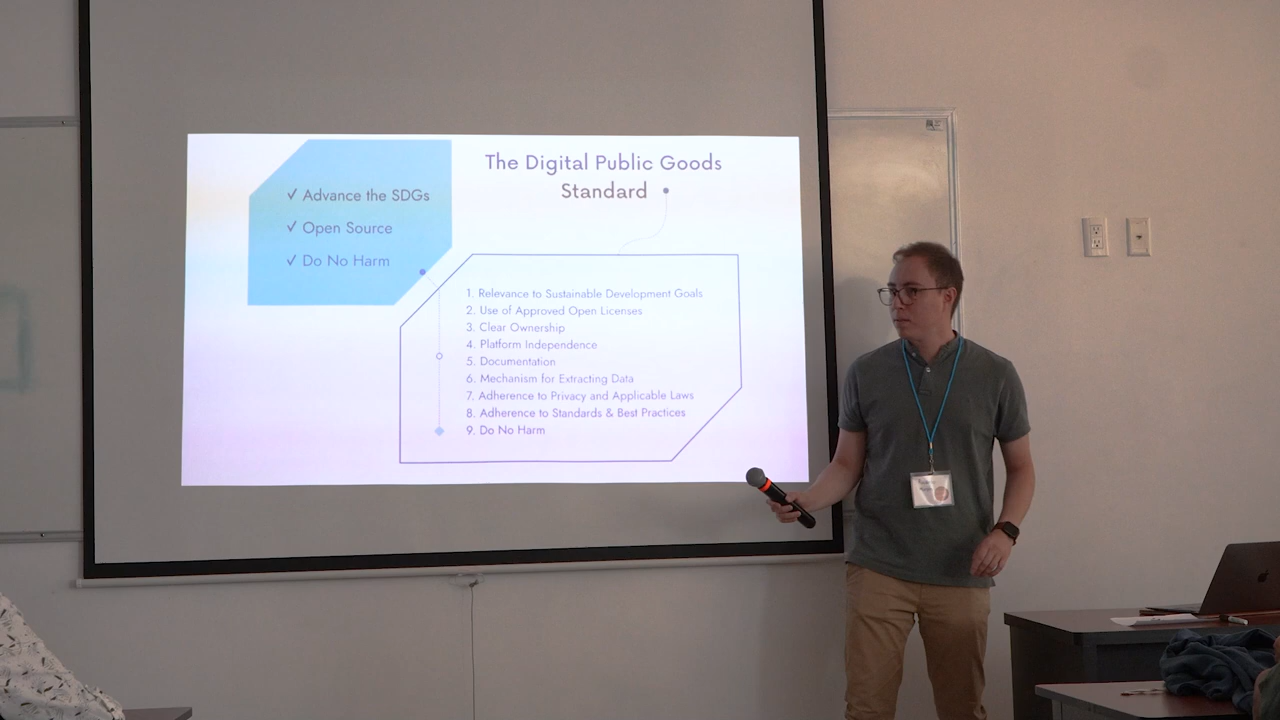 ✓ Advance the SDGs
✓ Open Source
✓ Do No Harm
The Digital Public Goods
Standard
1. Relevance to Sustainable Development Goals
2. Use of Approved Open Licenses
3. Clear Ownership
4. Platform Independence
5. Documentation
6. Mechanism for Extracting Data
7. Adherence to Privacy and Applicable Laws
8. Adherence to Standards & Best Practices
9. Do No Harm